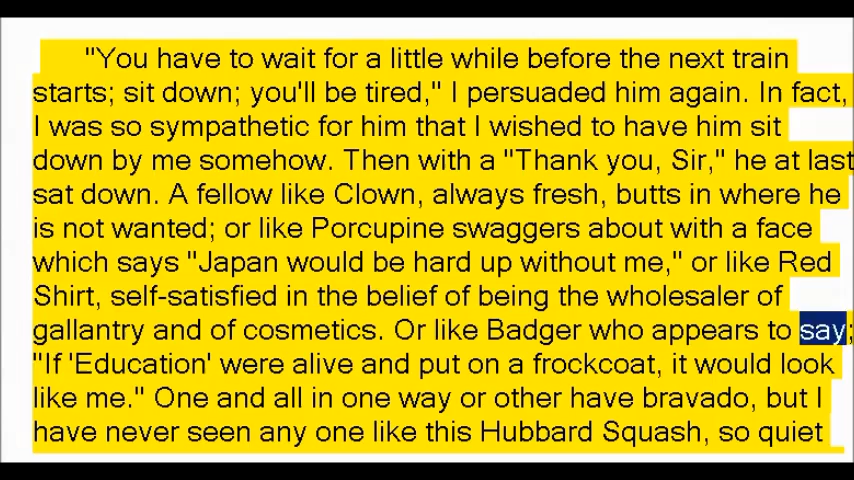 "You have to wait for a little while before the next train
starts; sit down; you'll be tired," I persuaded him again. In fact,
I was so sympathetic for him that I wished to have him sit
down by me somehow. Then with a "Thank you, Sir," he at last
sat down. A fellow like Clown, always fresh, butts in where he
is not wanted; or like Porcupine swaggers about with a face
which says "Japan would be hard up without me," or like Red
Shirt, self-satisfied in the belief of being the wholesaler of
gallantry and of cosmetics. Or like Badger who appears to say;
"If 'Education' were alive and put on a frockcoat, it would look
like me." One and all in one way or other have bravado, but I
have never seen any one like this Hubbard Squash, so quiet